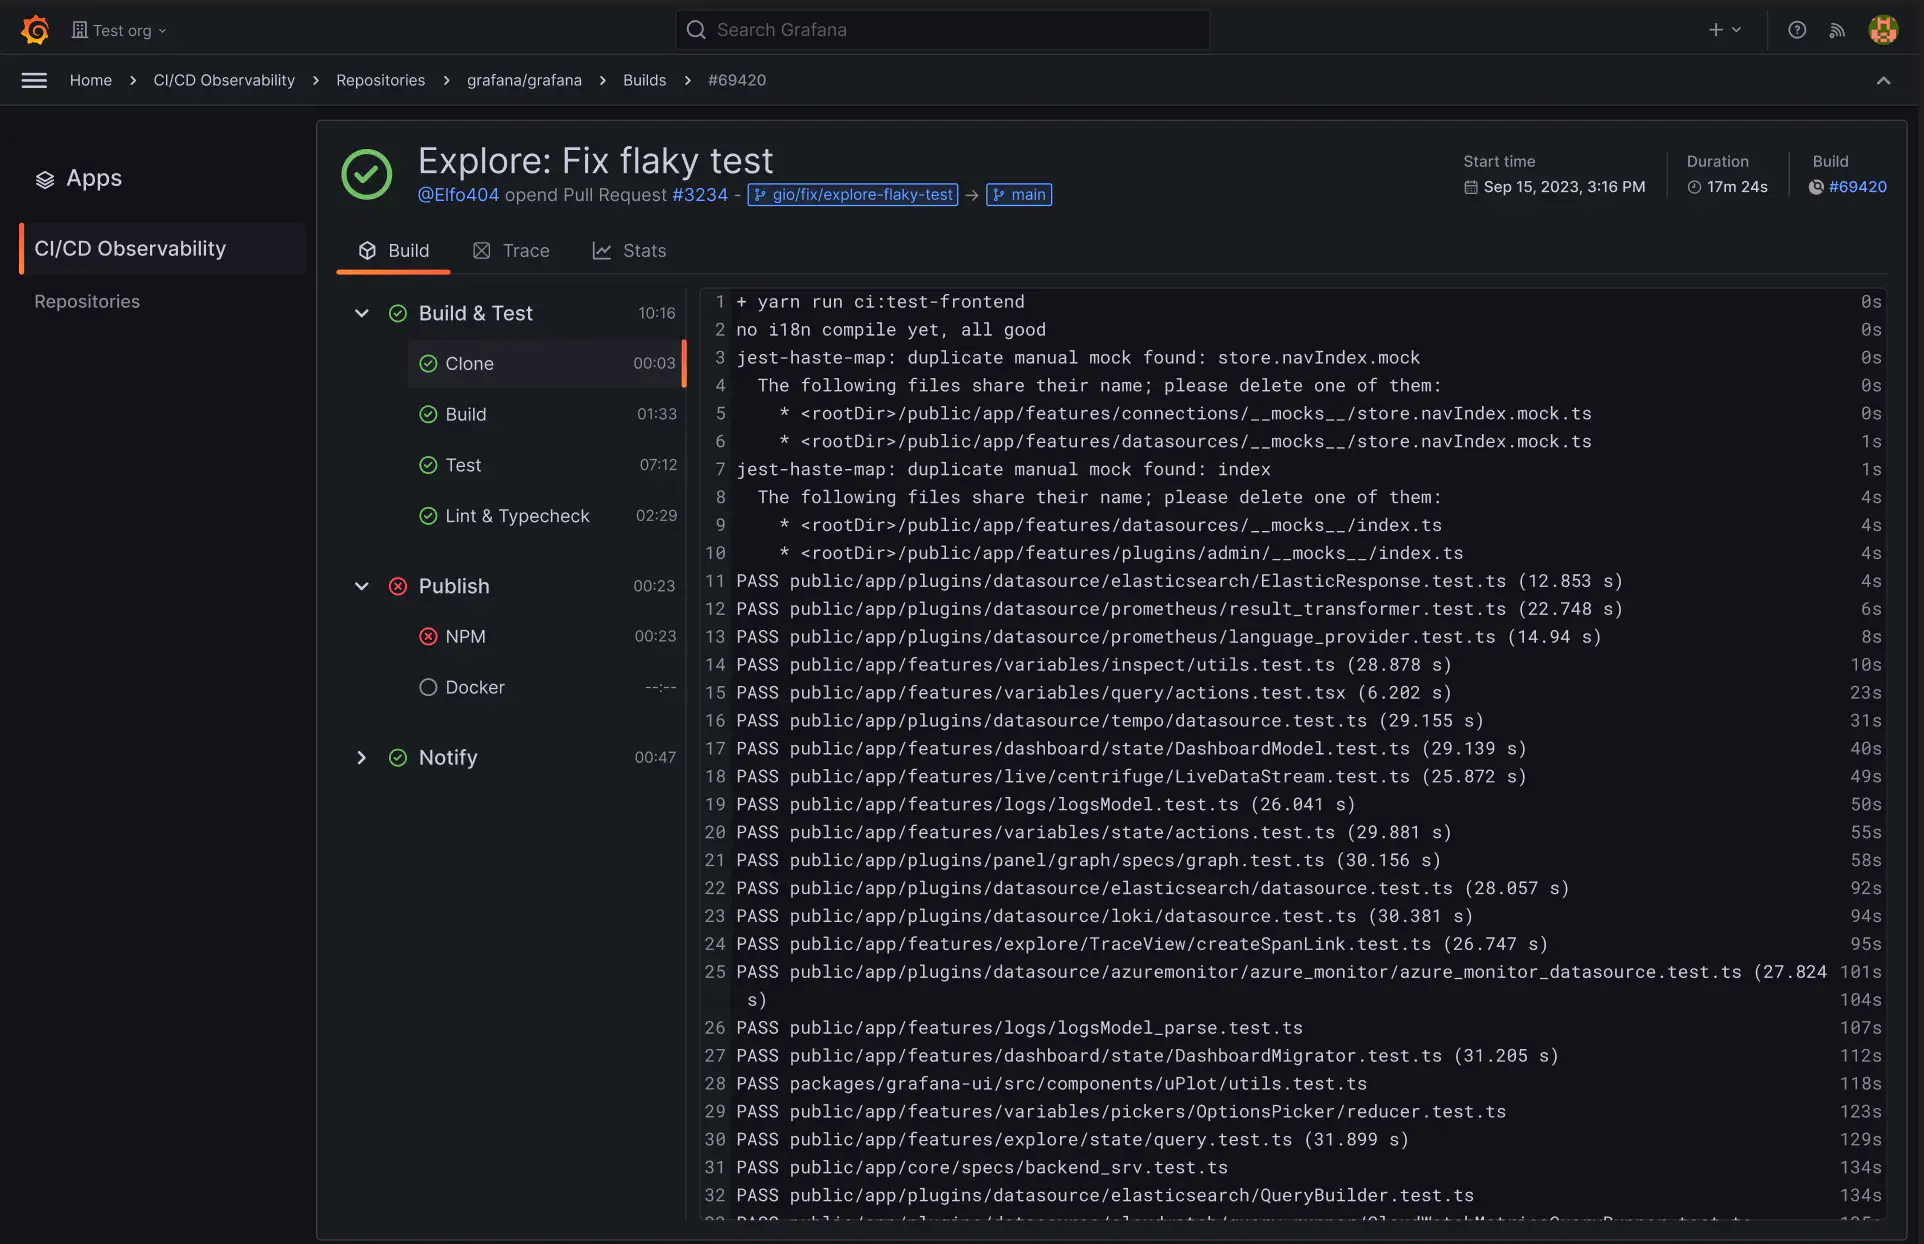 Test org
Search Grafana
Home > CI/CD Observability > Repositories > grafana/grafana > Builds > #69420
Apps
CI/CD Observability
Repositories
Explore: Fix flaky test
@Elfo404 opend Pull Request #3234 - gio/fix/explore-flaky-test → main
Start time
Sep 15, 2023, 3:16 PM
Duration
17m 24s
Build
#69420
Build
Trace
Stats
Build & Test 10:16
Clone 00:03
Build 01:33
Test 07:12
Lint & Typecheck 02:29
Publish 00:23
NPM 00:23
Docker --:--
Notify 00:47
1 + yarn run ci:test-frontend 0s
2 no i18n compile yet, all good 0s
3 jest-haste-map: duplicate manual mock found: store.navIndex.mock 0s
4 The following files share their name; please delete one of them: 0s
5 * <rootDir>/public/app/features/connections/__mocks__/store.navIndex.mock.ts 0s
6 * <rootDir>/public/app/features/datasources/__mocks__/store.navIndex.mock.ts 1s
7 jest-haste-map: duplicate manual mock found: index 1s
8 The following files share their name; please delete one of them: 4s
9 * <rootDir>/public/app/features/datasources/__mocks__/index.ts 4s
10 * <rootDir>/public/app/features/plugins/admin/__mocks__/index.ts 4s
11 PASS public/app/plugins/datasource/elasticsearch/ElasticResponse.test.ts (12.853 s) 4s
12 PASS public/app/plugins/datasource/prometheus/result_transformer.test.ts (22.748 s) 6s
13 PASS public/app/plugins/datasource/prometheus/language_provider.test.ts (14.94 s) 8s
14 PASS public/app/features/variables/inspect/utils.test.ts (28.878 s) 10s
15 PASS public/app/features/variables/query/actions.test.tsx (6.202 s) 23s
16 PASS public/app/plugins/datasource/tempo/datasource.test.ts (29.155 s) 31s
17 PASS public/app/features/dashboard/state/DashboardModel.test.ts (29.139 s) 40s
18 PASS public/app/features/live/centrifuge/LiveDataStream.test.ts (25.872 s) 49s
19 PASS public/app/features/logs/logsModel.test.ts (26.041 s) 50s
20 PASS public/app/features/variables/state/actions.test.ts (29.881 s) 55s
21 PASS public/app/plugins/panel/graph/specs/graph.test.ts (30.156 s) 58s
22 PASS public/app/plugins/datasource/elasticsearch/datasource.test.ts (28.057 s) 92s
23 PASS public/app/plugins/datasource/loki/datasource.test.ts (30.381 s) 94s
24 PASS public/app/features/explore/TraceView/createSpanLink.test.ts (26.747 s) 95s
25 PASS public/app/plugins/datasource/azuremonitor/azure_monitor/azure_monitor_datasource.test.ts (27.824 101s
s) 104s
26 PASS public/app/features/logs/logsModel_parse.test.ts 107s
27 PASS public/app/features/dashboard/state/DashboardMigrator.test.ts (31.205 s) 112s
28 PASS packages/grafana-ui/src/components/uPlot/utils.test.ts 118s
29 PASS public/app/features/variables/pickers/OptionsPicker/reducer.test.ts 123s
30 PASS public/app/features/explore/state/query.test.ts (31.899 s) 129s
31 PASS public/app/core/specs/backend_srv.test.ts 134s
32 PASS public/app/plugins/datasource/elasticsearch/QueryBuilder.test.ts 134s